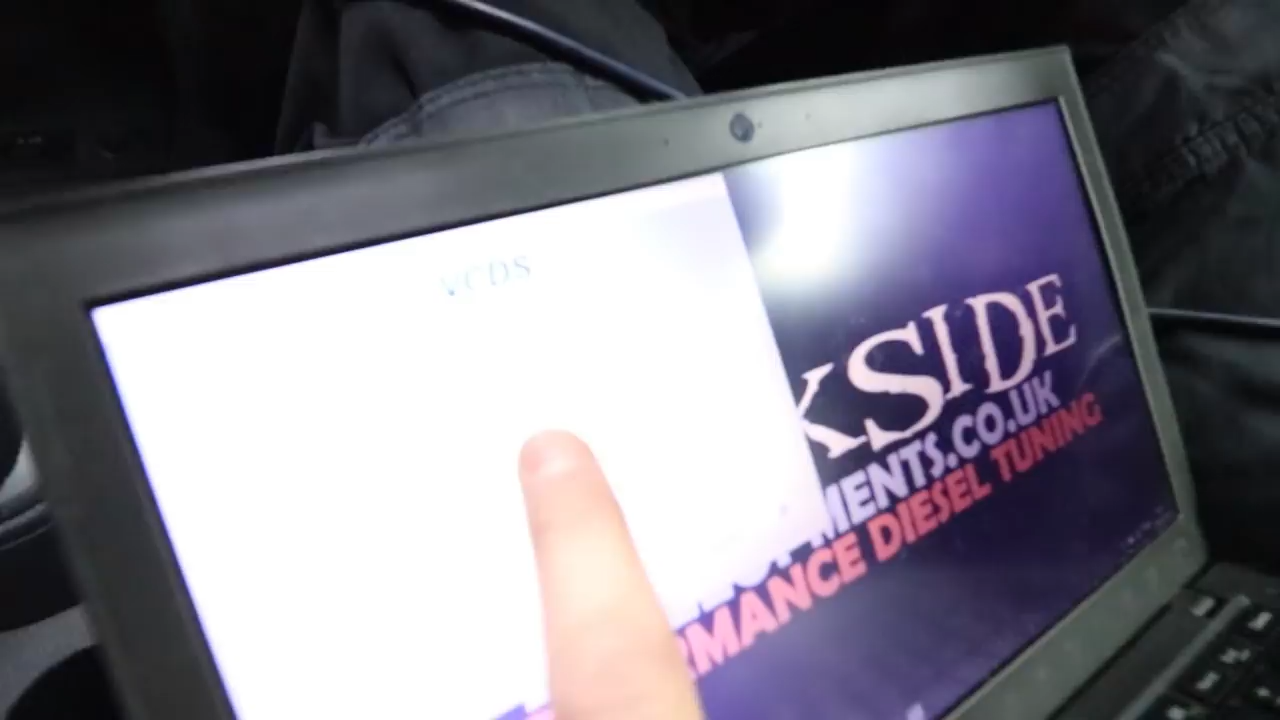 VCDS
KSIDE
MENTS.CO.UK
RMANCE DIESEL TUNING